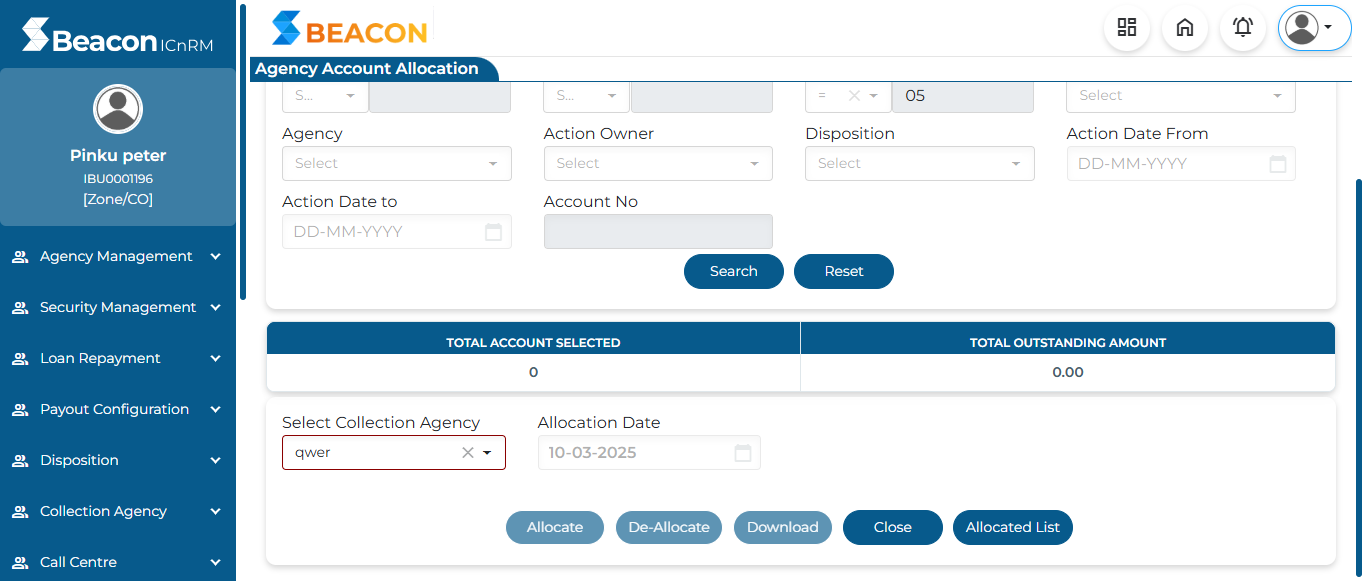 Beacon ICnRM
Pinku peter
IBU0001196
[Zone/CO]
Agency Management
Security Management
Loan Repayment
Payout Configuration
Disposition
Collection Agency
Call Centre
BEACON
Agency Account Allocation
S... S... = 05 Select
Agency Action Owner Disposition Action Date From
Select Select Select DD-MM-YYYY
Action Date to Account No
DD-MM-YYYY
Search Reset
TOTAL ACCOUNT SELECTED TOTAL OUTSTANDING AMOUNT
0 0.00
Select Collection Agency Allocation Date
qwer 10-03-2025
Allocate De-Allocate Download Close Allocated List